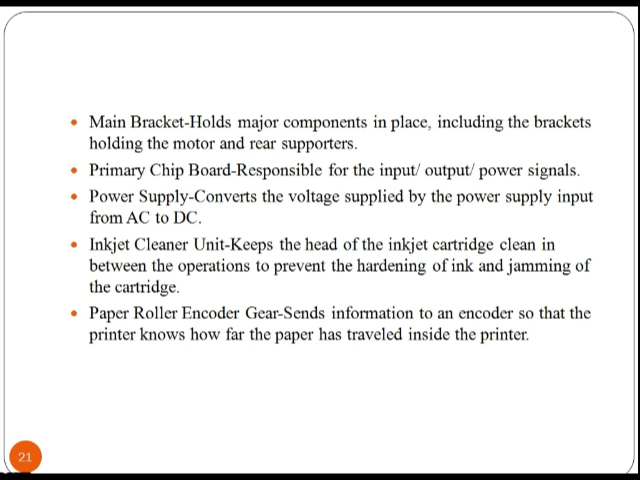 • Main Bracket-Holds major components in place, including the brackets
holding the motor and rear supporters.
• Primary Chip Board-Responsible for the input/ output/ power signals.
• Power Supply-Converts the voltage supplied by the power supply input
from AC to DC.
• Inkjet Cleaner Unit-Keeps the head of the inkjet cartridge clean in
between the operations to prevent the hardening of ink and jamming of
the cartridge.
• Paper Roller Encoder Gear-Sends information to an encoder so that the
printer knows how far the paper has traveled inside the printer.
21